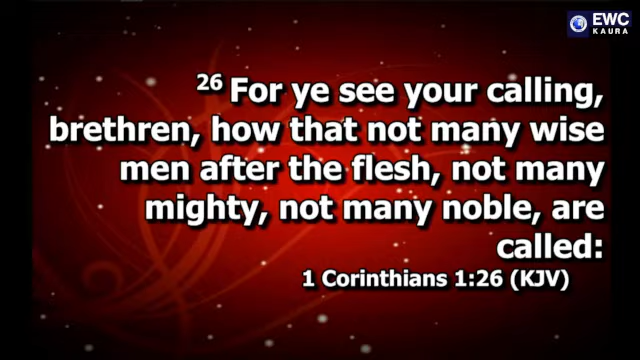 EWC
KAURA
26 For ye see your calling,
brethren, how that not many wise
men after the flesh, not many
mighty, not many noble, are
called:
1 Corinthians 1:26 (KJV)